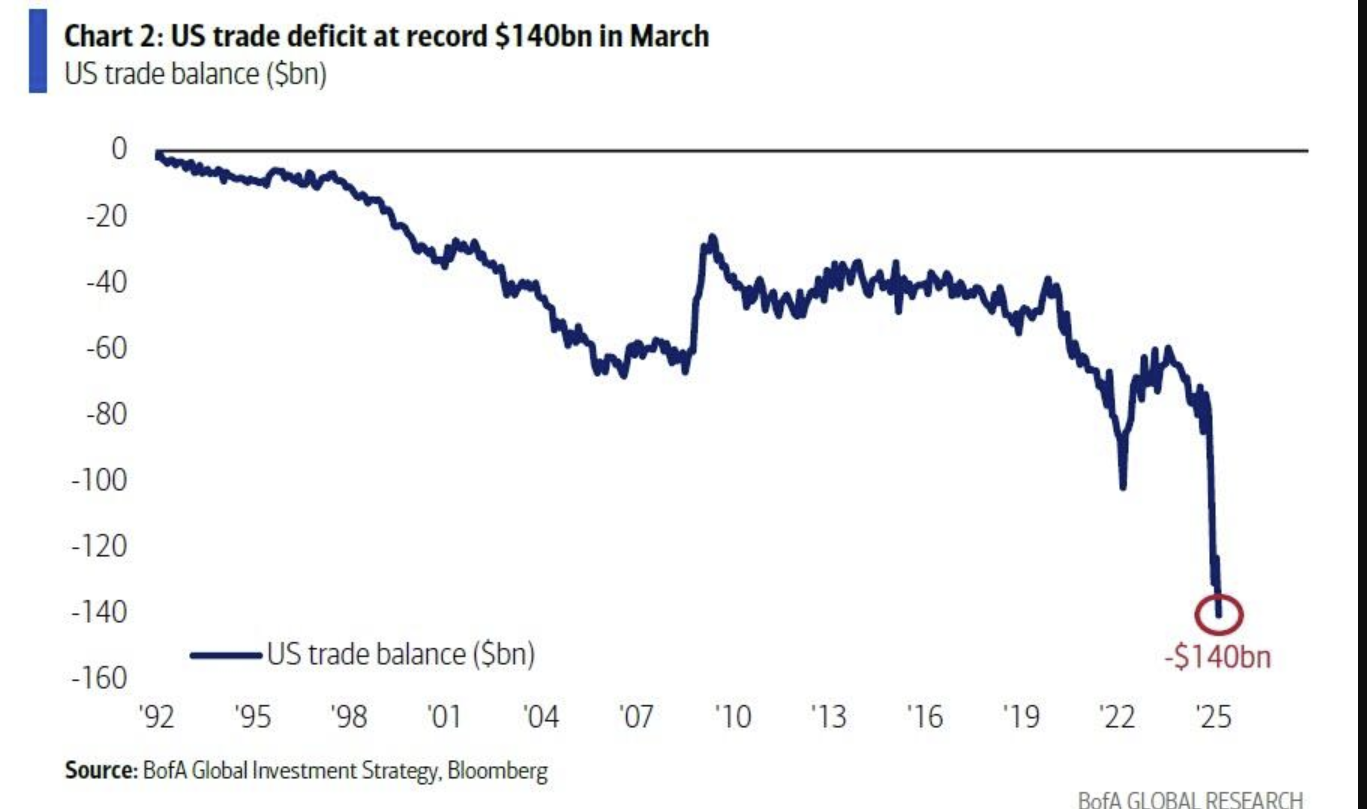 Chart 2: US trade deficit at record $140bn in March
US trade balance ($bn)
0
-20
-40
-60
-80
-100
-120
-140
-160
US trade balance ($bn)
-$140bn
'92 '95 '98 '01 '04 '07 '10 '13 '16 '19 '22 '25
Source: BofA Global Investment Strategy, Bloomberg
BofA GLOBAL RESEARCH